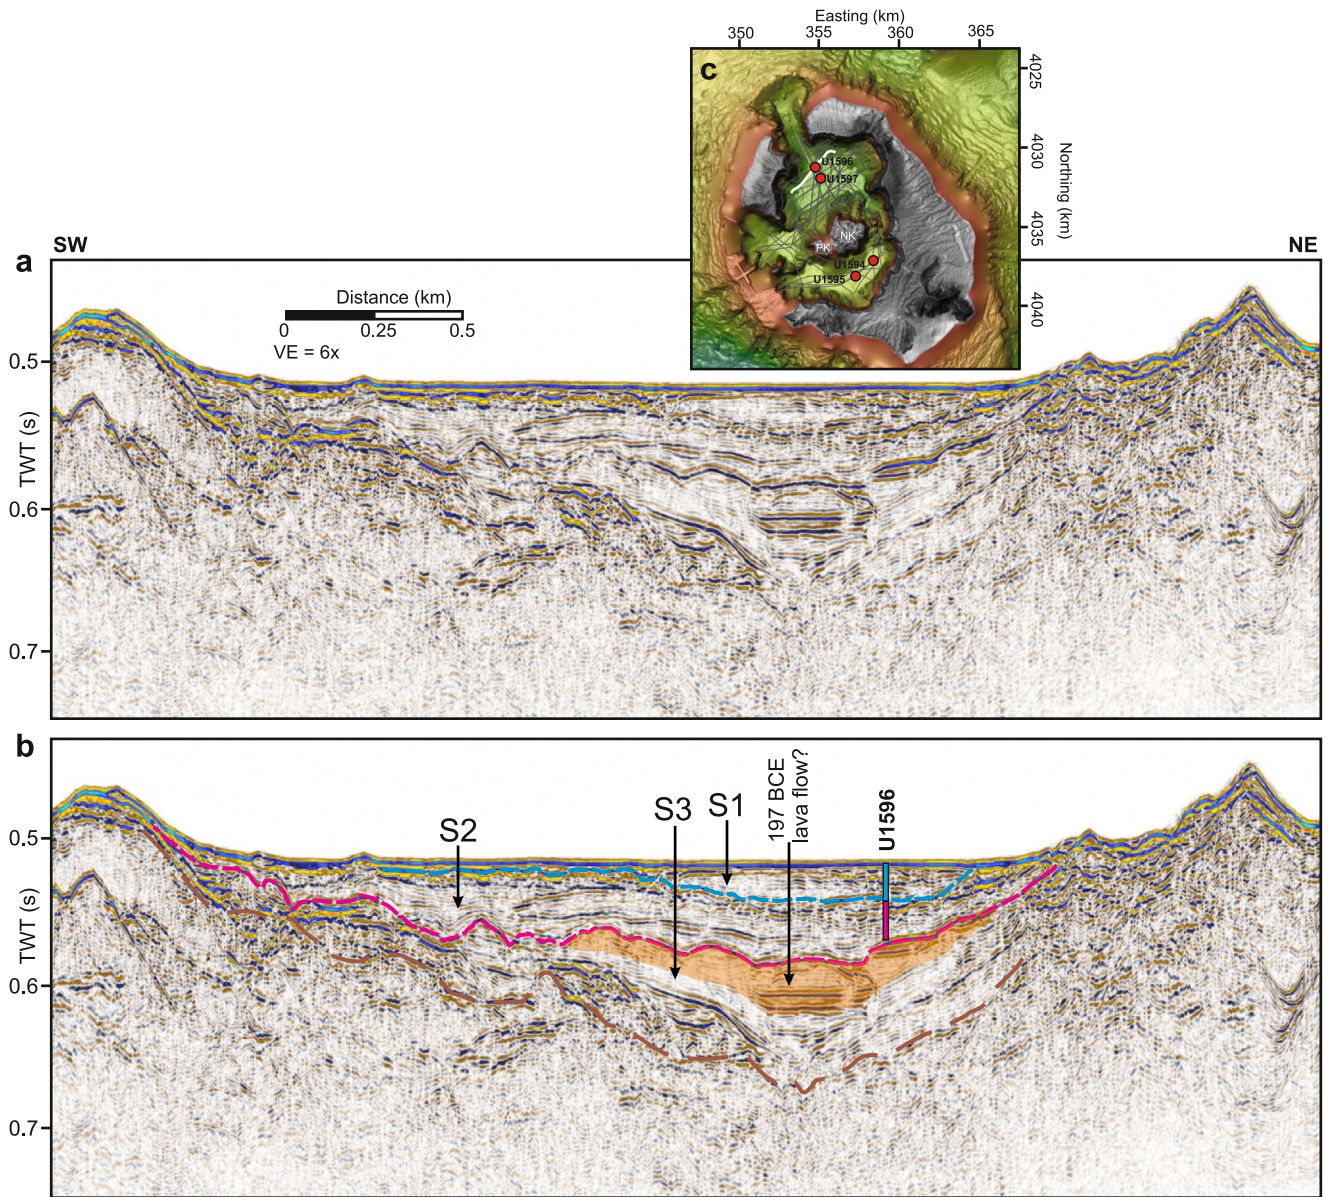 Easting (km)
350 355 360 365
c
4025
4030
4035
4040
Northing (km)
U1596
U1597
NK
PK
U1594
U1595
SW
NE
a
Distance (km)
0 0.25 0.5
VE = 6x
0.5
0.6
0.7
TWT (s)
b
S2
S3
S1
197 BCE
lava flow?
U1596
0.5
0.6
0.7
TWT (s)